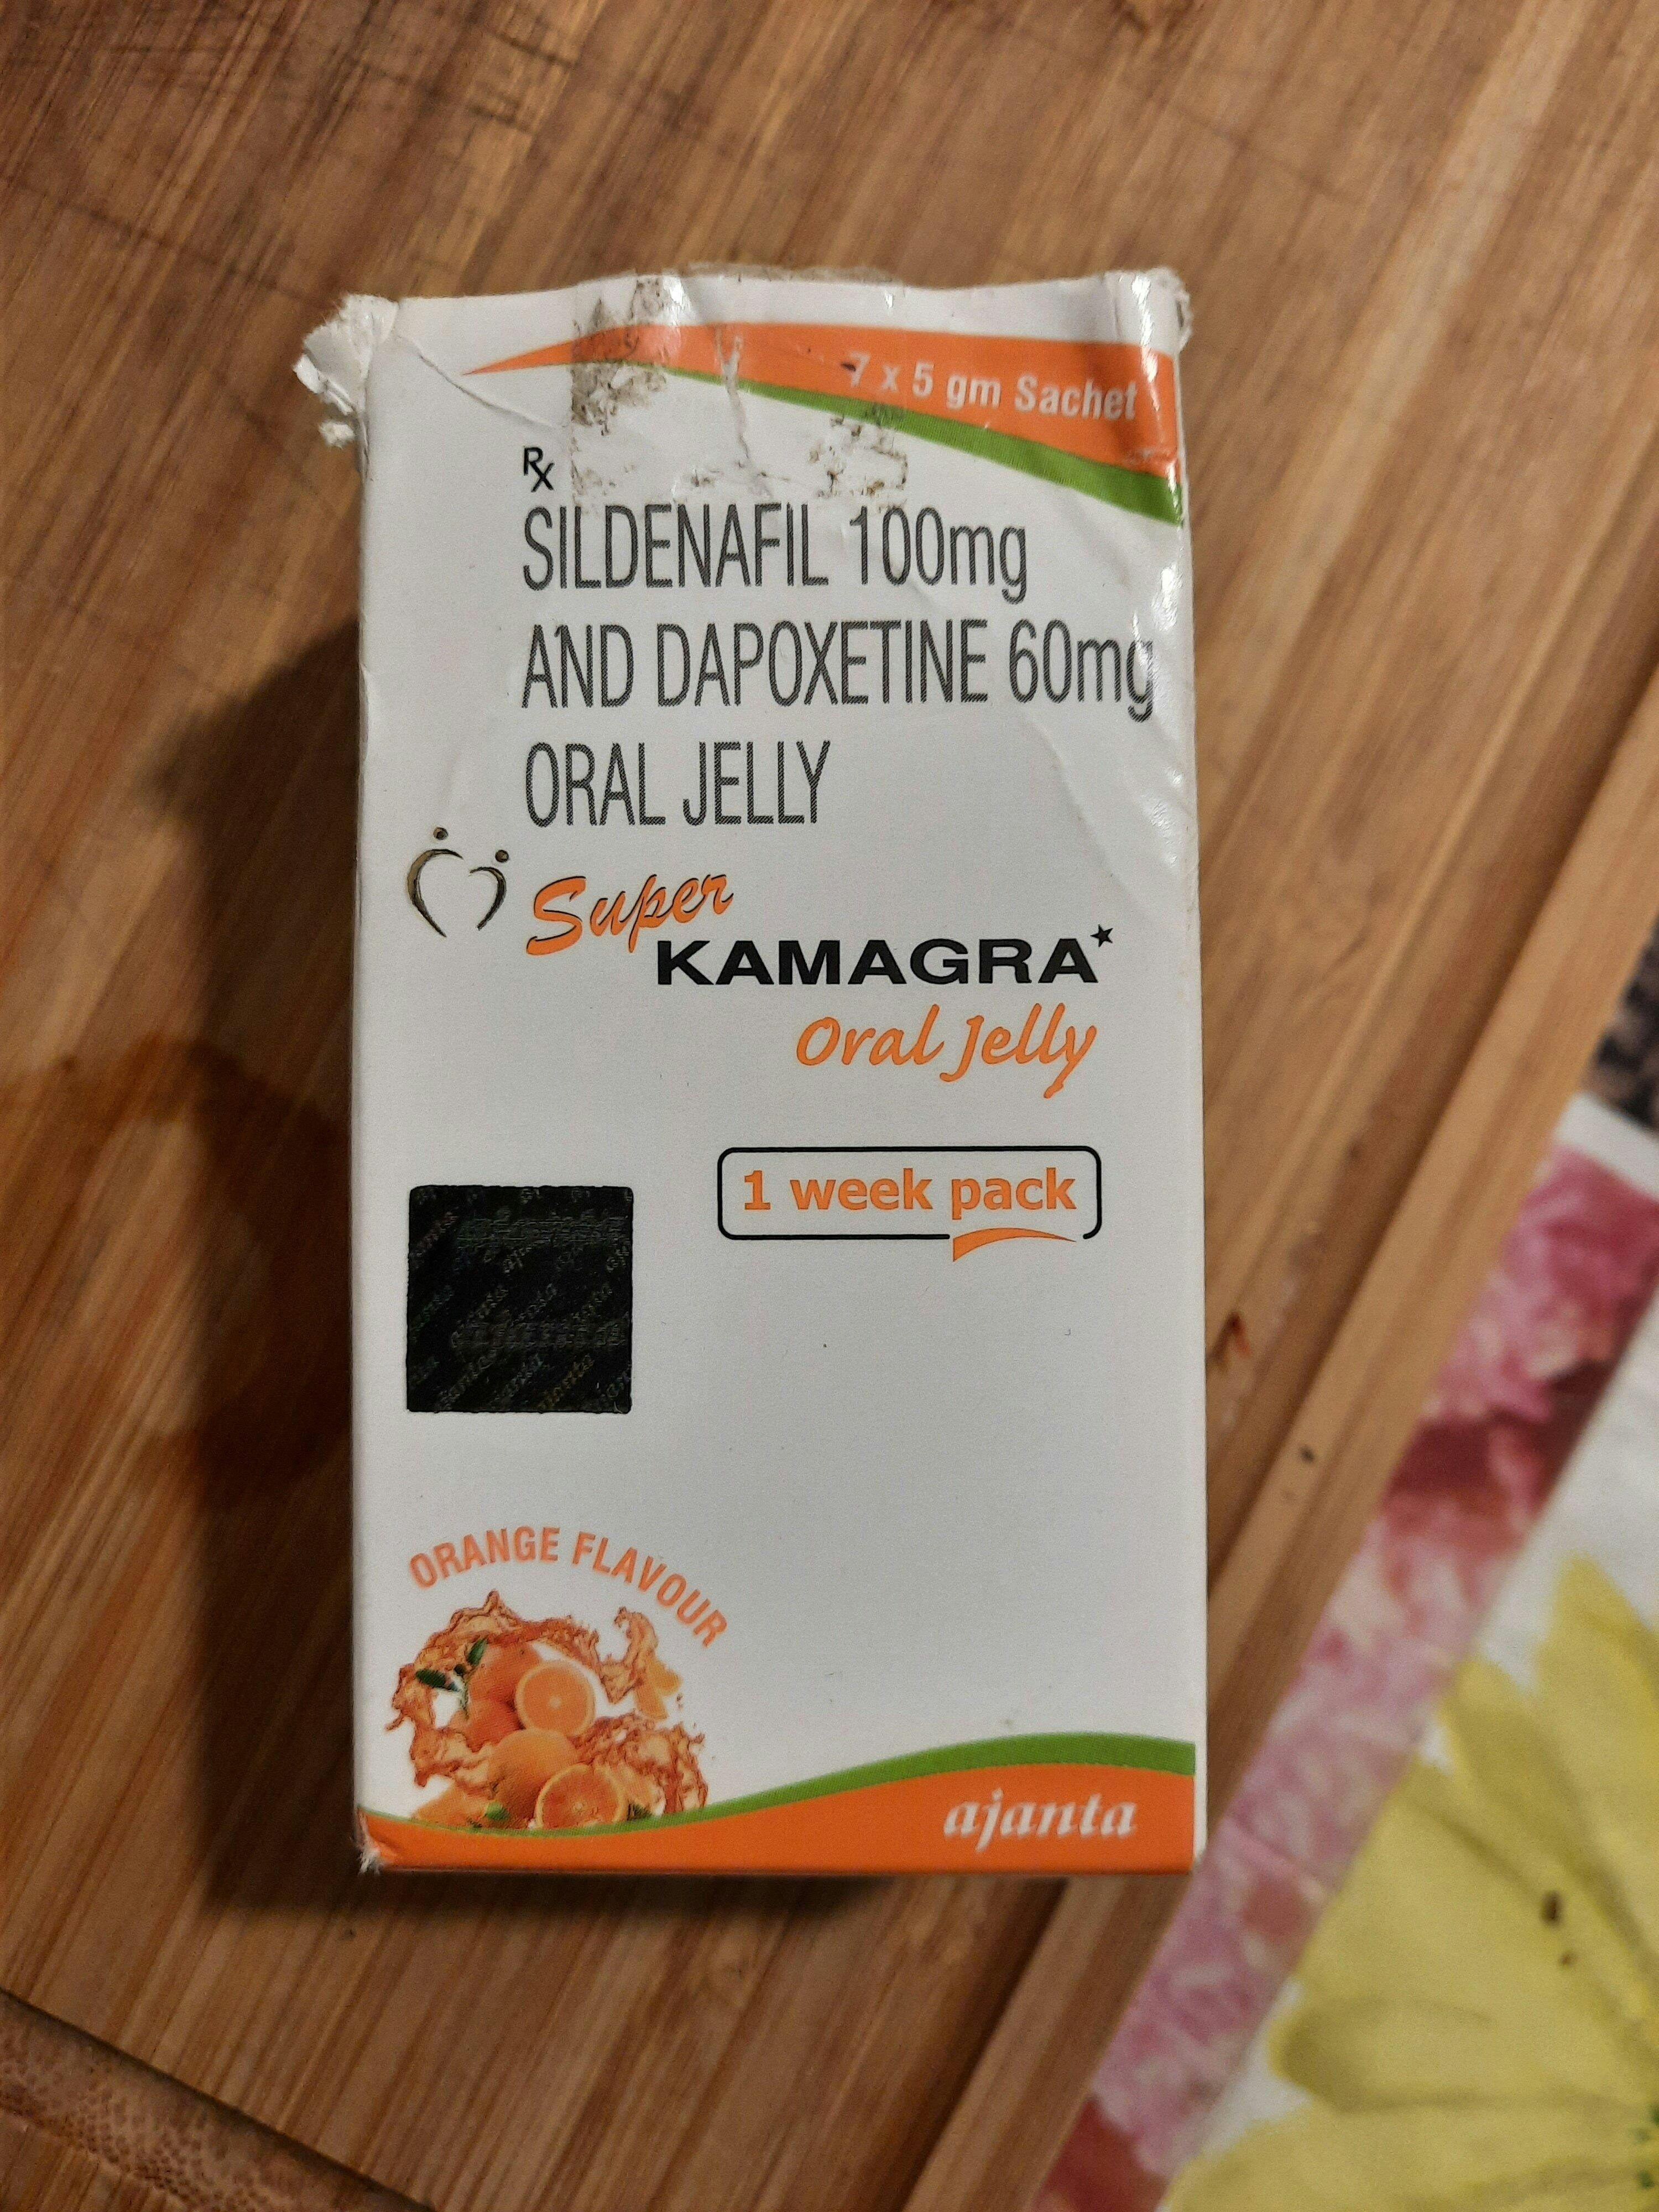 7 x 5 gm Sachet
Rx
SILDENAFIL 100mg
AND DAPOXETINE 60mg
ORAL JELLY
Super
KAMAGRA*
Oral Jelly
1 week pack
ajanta
ORANGE FLAVOUR
ajanta